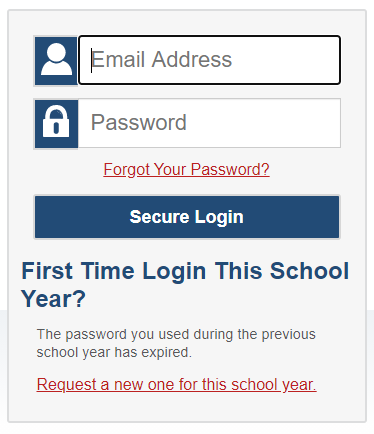 Email Address
Password
Forgot Your Password?
Secure Login
First Time Login This School
Year?
The password you used during the previous
school year has expired.
Request a new one for this school year.